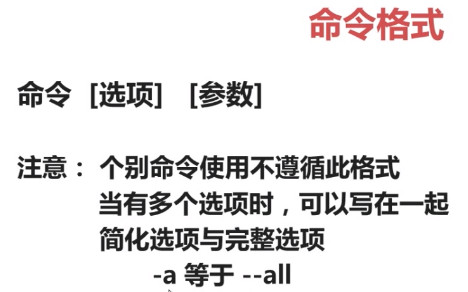 命令格式
命令 [选项] [参数]
注意： 个别命令使用不遵循此格式
当有多个选项时，可以写在一起
简化选项与完整选项
-a 等于 --all